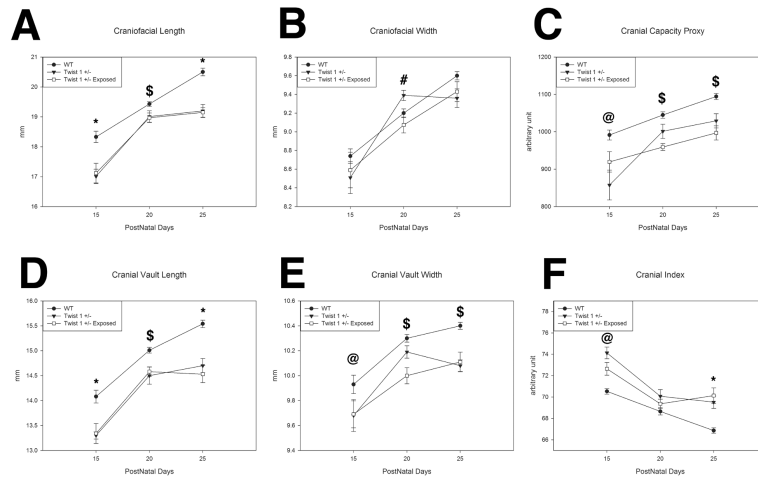 A
Craniofacial Length
WT
Twist 1 +/-
Twist 1 +/- Exposed
*
$
*
21
20
19
18
17
16
mm
15
20
25
PostNatal Days
B
Craniofacial Width
WT
Twist 1 +/-
Twist 1 +/- Exposed
#
9.8
9.6
9.4
9.2
9.0
8.8
8.6
8.4
8.2
mm
15
20
25
PostNatal Days
C
Cranial Capacity Proxy
WT
Twist 1 +/-
Twist 1 +/- Exposed
@
$
$
1200
1100
1000
900
800
arbitrary unit
15
20
25
PostNatal Days
D
Cranial Vault Length
WT
Twist 1 +/-
Twist 1 +/- Exposed
*
$
*
16.0
15.5
15.0
14.5
14.0
13.5
13.0
mm
15
20
25
PostNatal Days
E
Cranial Vault Width
WT
Twist 1 +/-
Twist 1 +/- Exposed
@
$
$
10.6
10.4
10.2
10.0
9.8
9.6
9.4
mm
15
20
25
PostNatal Days
F
Cranial Index
WT
Twist 1 +/-
Twist 1 +/- Exposed
@
*
78
76
74
72
70
68
66
arbitrary unit
15
20
25
PostNatal Days